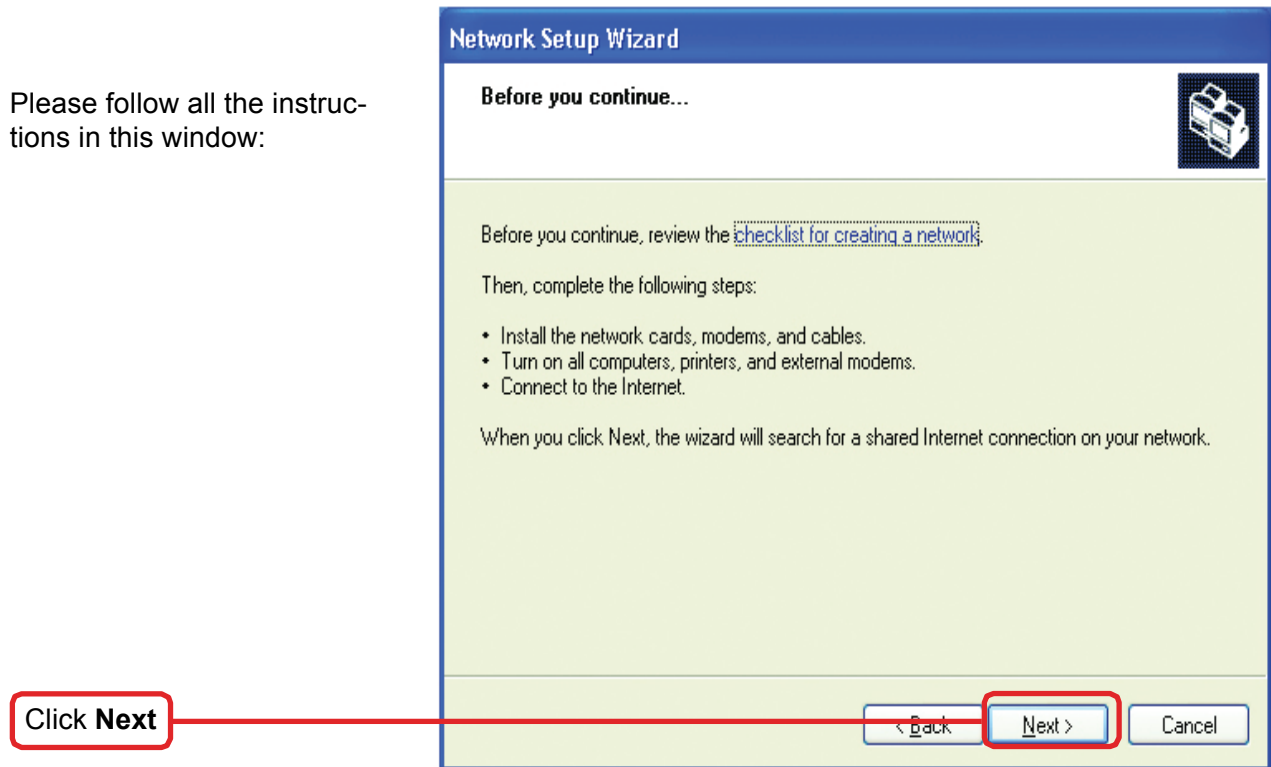 Network Setup Wizard
Please follow all the instruc-
tions in this window:
Before you continue...
Before you continue, review the checklist for creating a network.
Then, complete the following steps:
• Install the network cards, modems, and cables.
• Turn on all computers, printers, and external modems.
• Connect to the Internet.
When you click Next, the wizard will search for a shared Internet connection on your network.
Click Next
< Back
Next >
Cancel